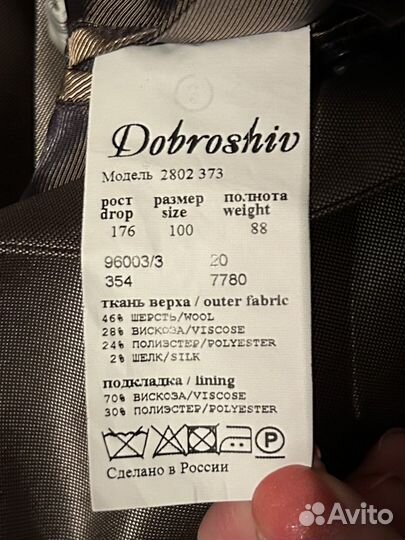 Dobroshiv
Модель 2802 373
рост размер полнота
drop size weight
176 100 88
96003/3 20
354 7780
ткань верха / outer fabric
46% ШЕРСТЬ/WOOL
28% ВИСКОЗА/VISCOSE
24% ПОЛИЭСТЕР/POLYESTER
2% ШЕЛК/SILK
подкладка / lining
70% ВИСКОЗА/VISCOSE
30% ПОЛИЭСТЕР/POLYESTER
P
Сделано в России
Avito